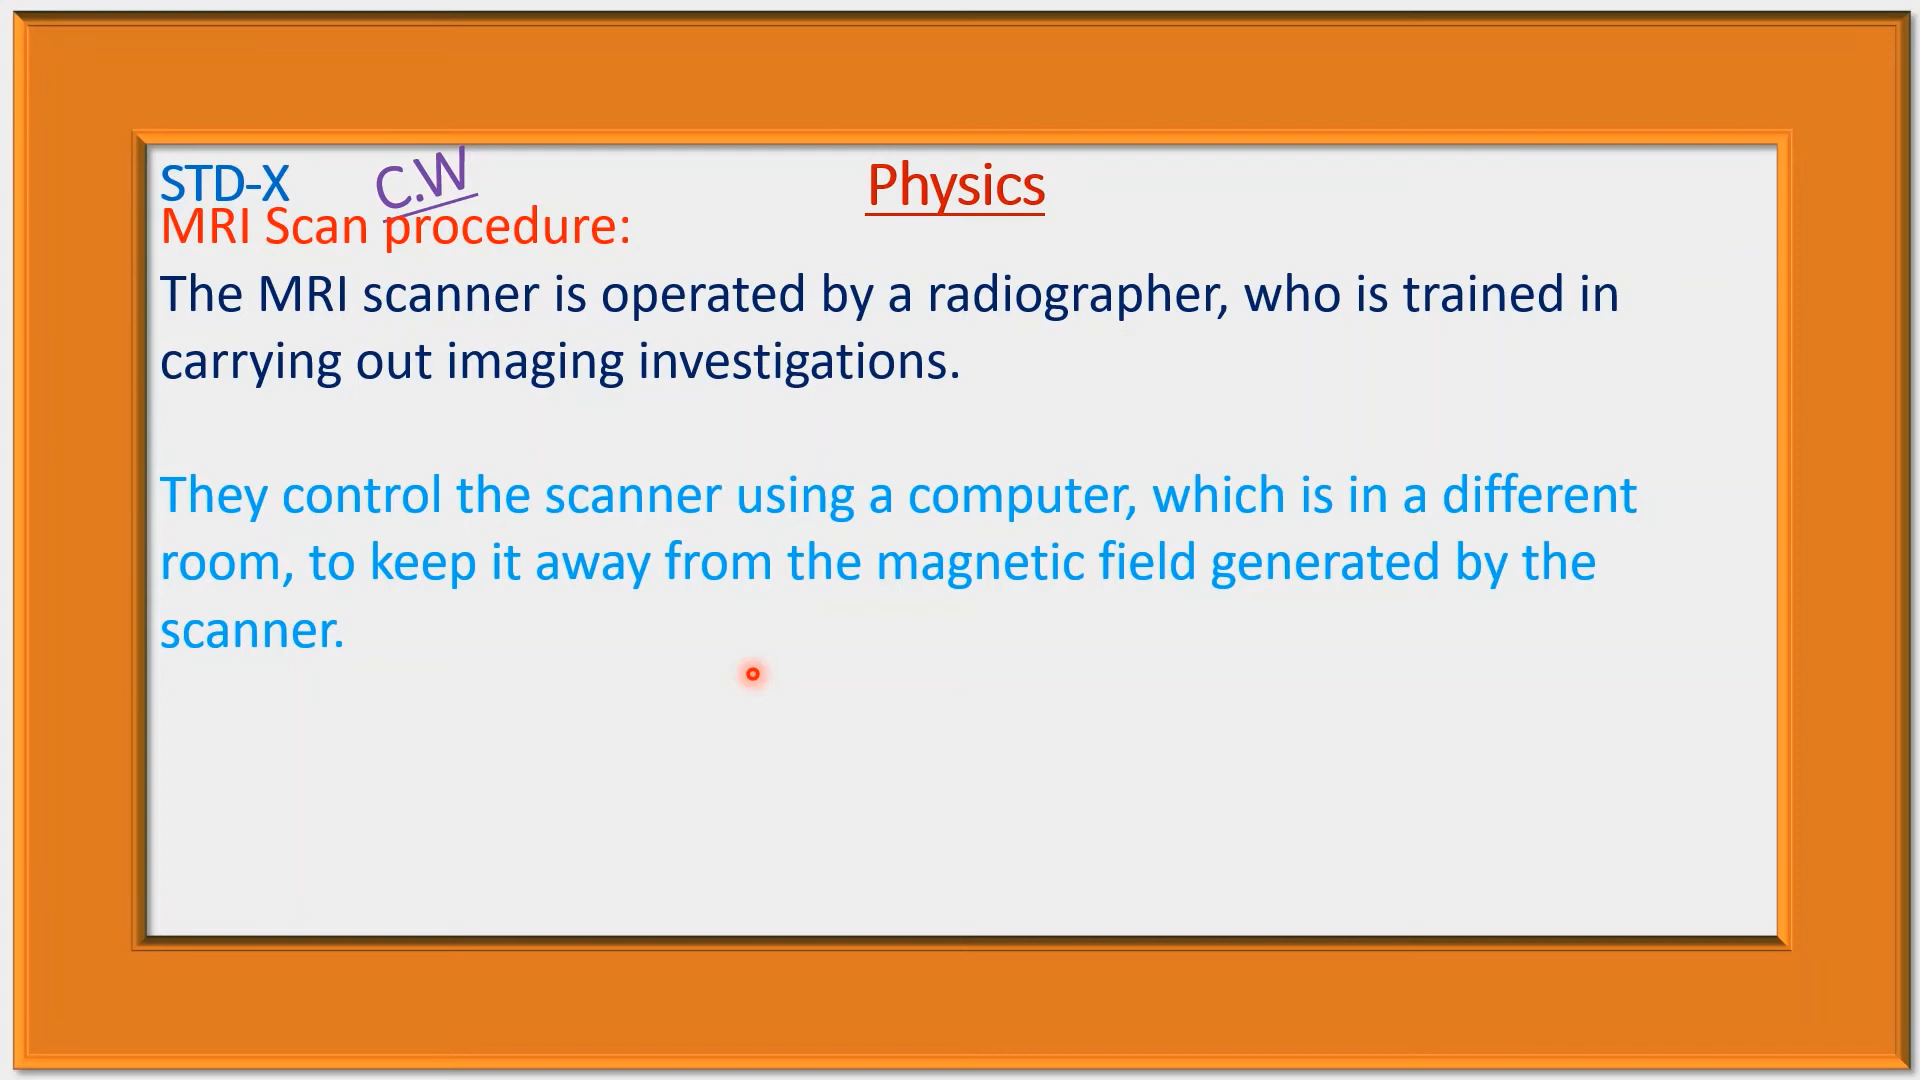 STD-X C.W Physics
MRI Scan procedure:
The MRI scanner is operated by a radiographer, who is trained in
carrying out imaging investigations.
They control the scanner using a computer, which is in a different
room, to keep it away from the magnetic field generated by the
scanner.